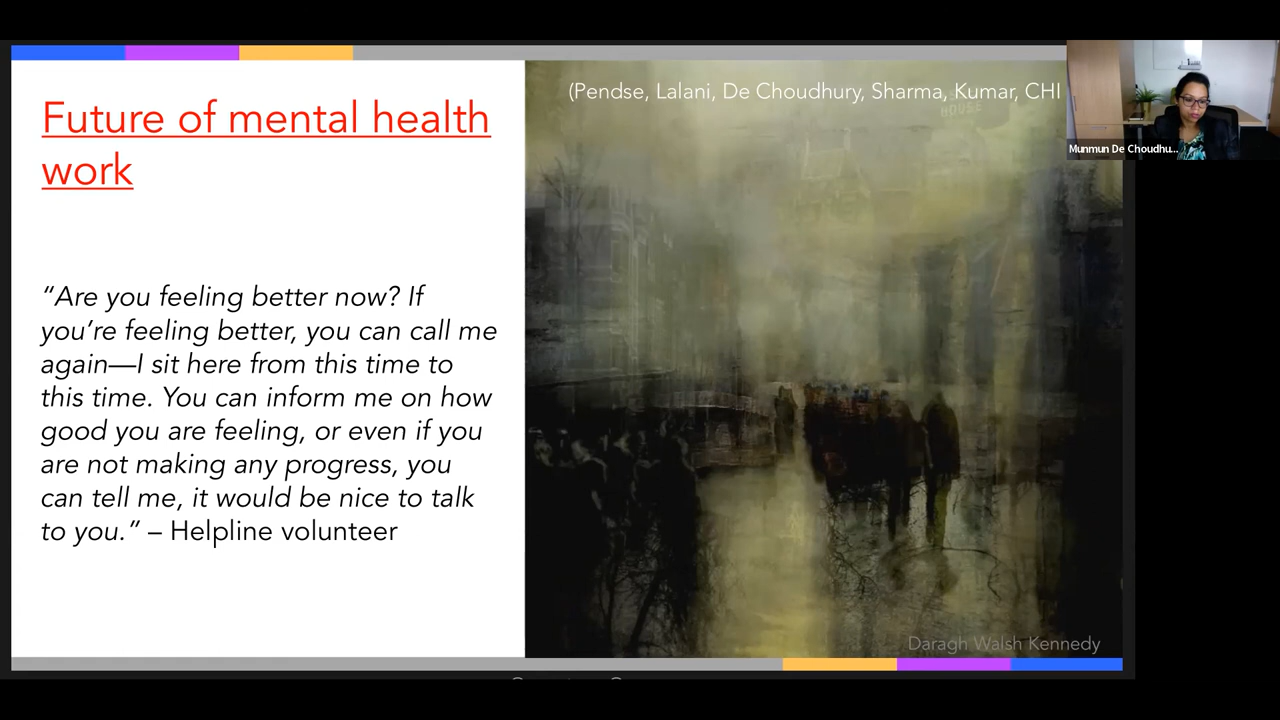 Future of mental health
work
“Are you feeling better now? If
you’re feeling better, you can call me
again—I sit here from this time to
this time. You can inform me on how
good you are feeling, or even if you
are not making any progress, you
can tell me, it would be nice to talk
to you.” – Helpline volunteer
(Pendse, Lalani, De Choudhury, Sharma, Kumar, CHI
HOUSE
Daragh Walsh Kennedy
Munmun De Choudhu...